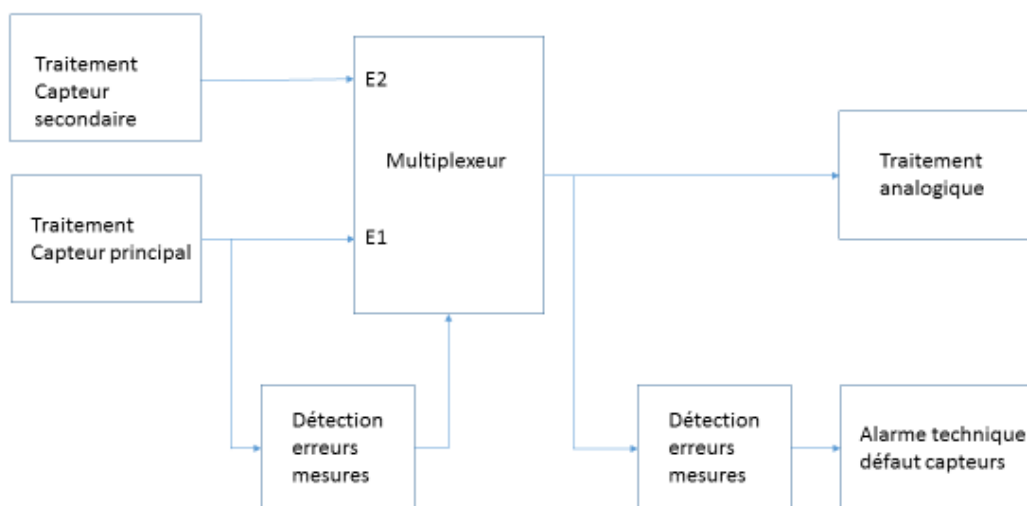 Traitement
Capteur
secondaire
E2
Multiplexeur
Traitement
analogique
Traitement
Capteur principal
E1
Détection
erreurs
mesures
Détection
erreurs
mesures
Alarme technique
défaut capteurs